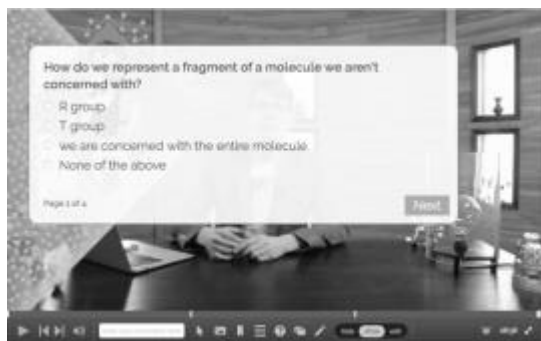 How do we represent a fragment of a molecule we aren't
concerned with?
R group
T group
we are concerned with the entire molecule
None of the above
Page 1 of 4
Next